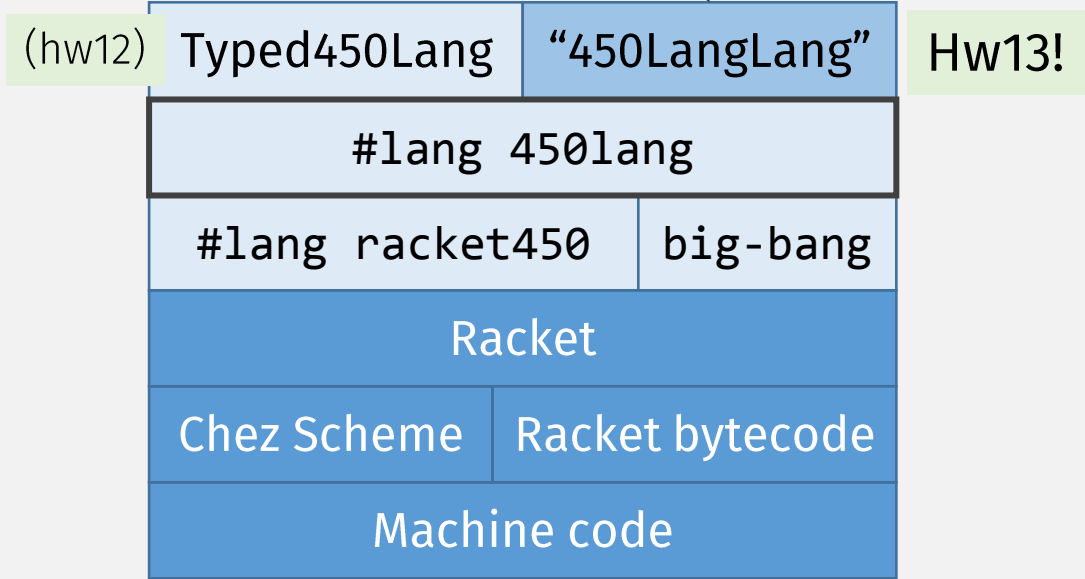 (hw12) Typed450Lang “450LangLang” Hw13!
#lang 450lang
#lang racket450 big-bang
Racket
Chez Scheme Racket bytecode
Machine code